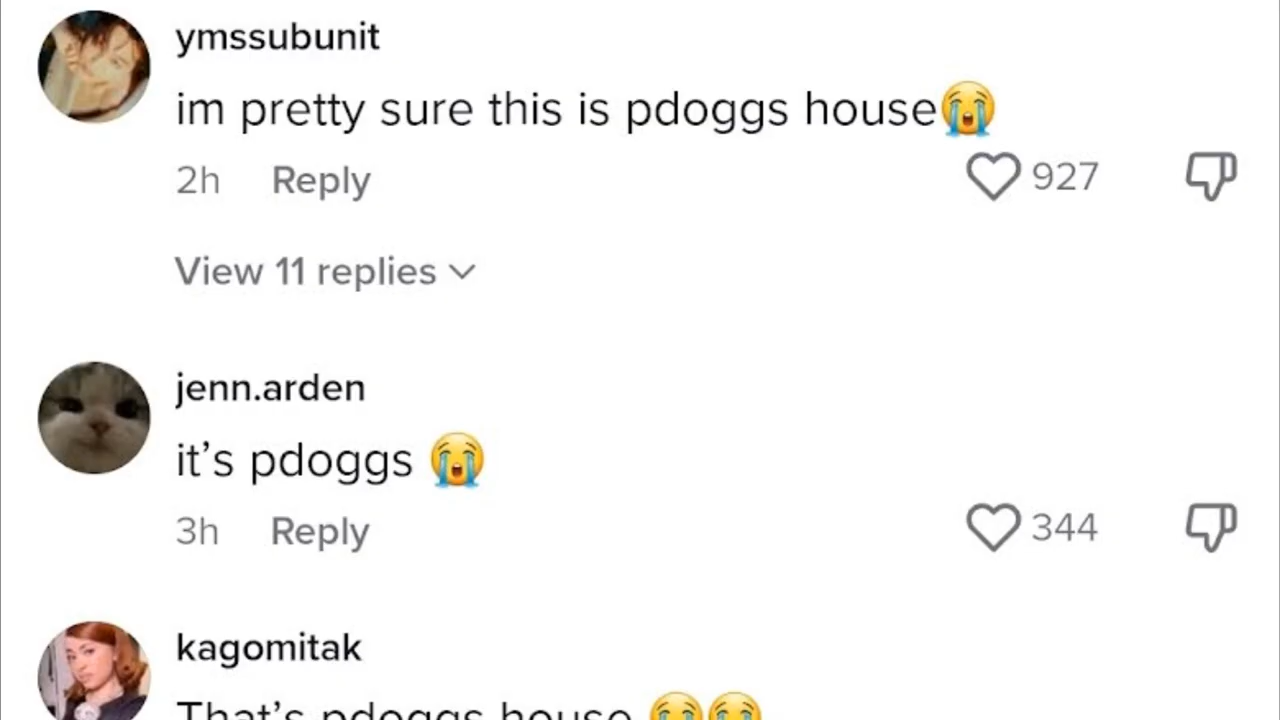 ymssubunit
im pretty sure this is pdoggs house😭
2h Reply 927
View 11 replies
jenn.arden
it’s pdoggs 😭
3h Reply 344
kagomitak
That’s pdoggs house 😭😭